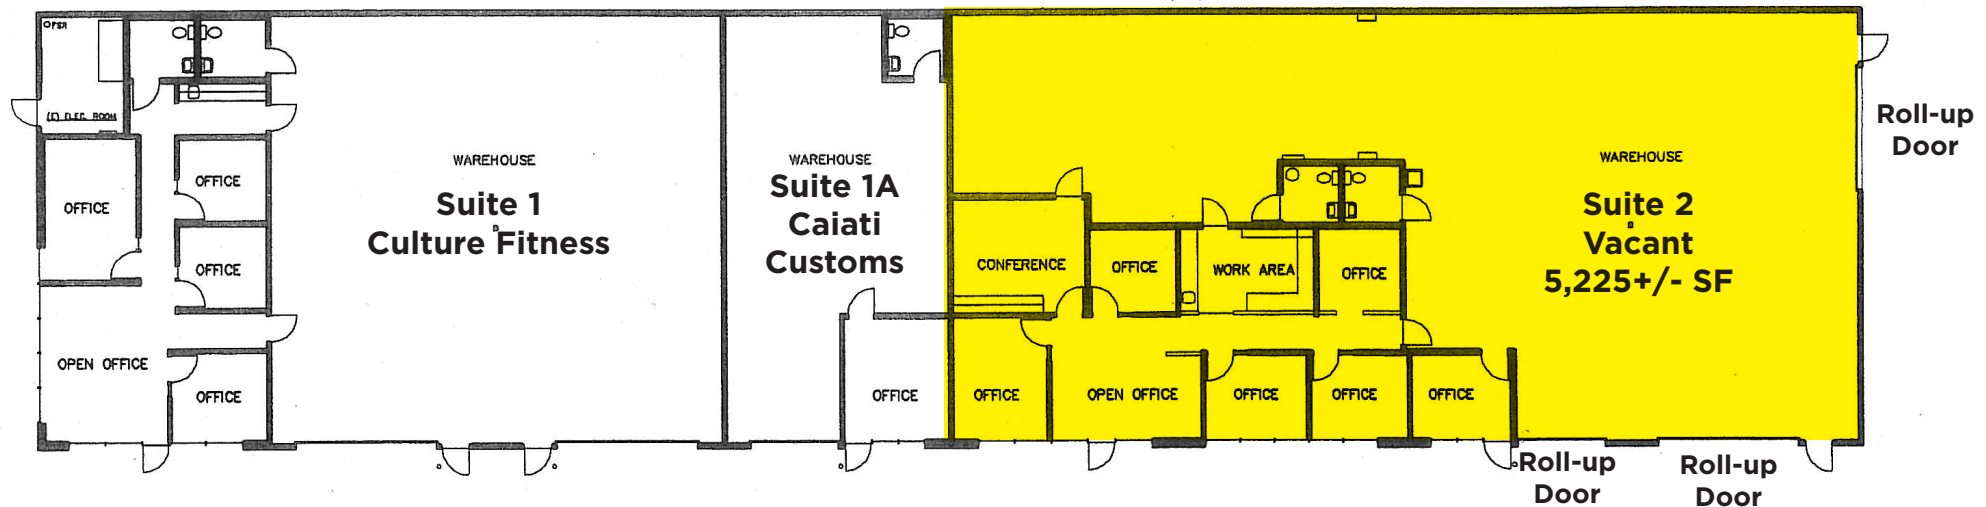 (E) ELEC. ROOM
OFFICE
OFFICE
OFFICE
OPEN OFFICE
OFFICE
WAREHOUSE
Suite 1
Culture Fitness
WAREHOUSE
Suite 1A
Caiati
Customs
OFFICE
CONFERENCE
OFFICE
WORK AREA
OFFICE
OFFICE
OPEN OFFICE
OFFICE
OFFICE
OFFICE
WAREHOUSE
Suite 2
Vacant
5,225+/- SF
Roll-up
Door
Roll-up
Door
Roll-up
Door